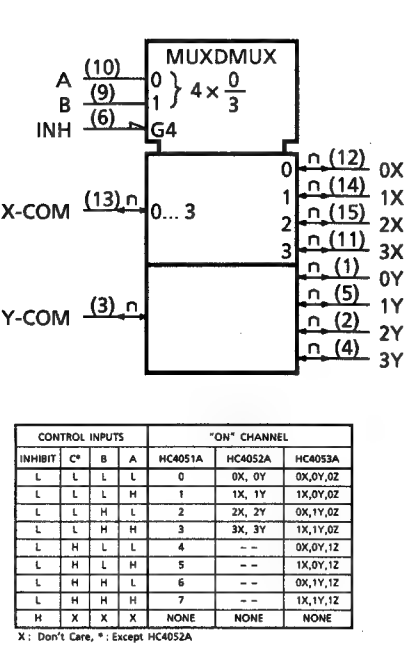 MUXDMUX
A (10) 0 } 4 × 0/3
B (9) 1
INH (6) G4
X-COM (13) n 0...3
0 n (12) 0X
1 n (14) 1X
2 n (15) 2X
3 n (11) 3X
Y-COM (3) n
n (1) 0Y
n (5) 1Y
n (2) 2Y
n (4) 3Y
CONTROL INPUTS "ON" CHANNEL
INHIBIT C* B A HC4051A HC4052A HC4053A
L L L L 0 0X, 0Y 0X,0Y,0Z
L L L H 1 1X, 1Y 1X,0Y,0Z
L L H L 2 2X, 2Y 0X,1Y,0Z
L L H H 3 3X, 3Y 1X,1Y,0Z
L H L L 4 -- 0X,0Y,1Z
L H L H 5 -- 1X,0Y,1Z
L H H L 6 -- 0X,1Y,1Z
L H H H 7 -- 1X,1Y,1Z
H X X X NONE NONE NONE
X : Don't Care, * : Except HC4052A